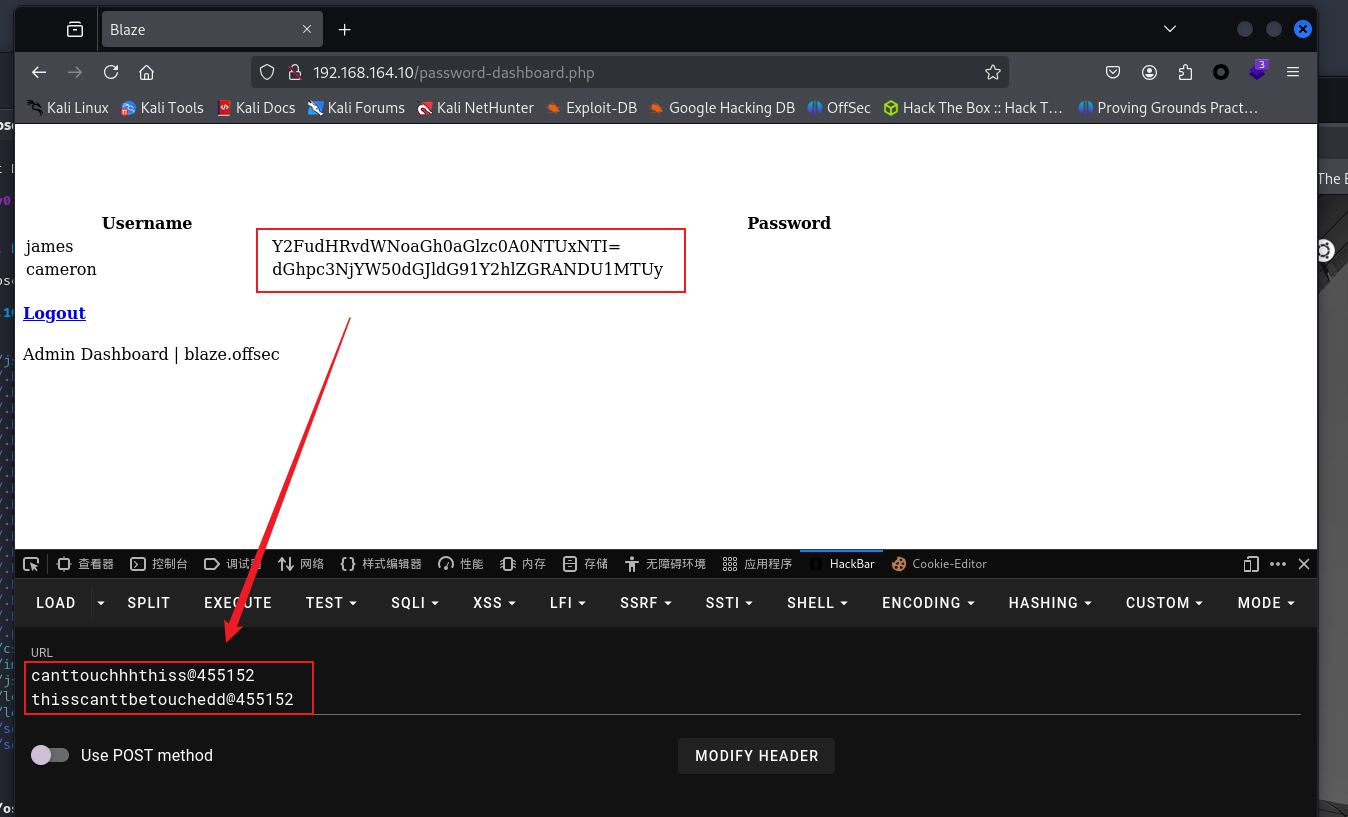 Blaze
192.168.164.10/password-dashboard.php
3
Kali Linux Kali Tools Kali Docs Kali Forums Kali NetHunter Exploit-DB Google Hacking DB OffSec Hack The Box :: Hack T… Proving Grounds Pract…
The
Username Password
james Y2FudHRvdWNoaGh0aGlzc0A0NTUxNTI=
cameron dGhpc3NjYW50dGJldG91Y2hlZGRANDU1MTUy
Logout
Admin Dashboard | blaze.offsec
查看器 控制台 调试器 网络 样式编辑器 性能 内存 存储 无障碍环境 应用程序 HackBar Cookie-Editor
LOAD SPLIT EXECUTE TEST SQLI XSS LFI SSRF SSTI SHELL ENCODING HASHING CUSTOM MODE
URL
canttouchhhthiss@455152
thisscanttbetouchedd@455152
Use POST method MODIFY HEADER